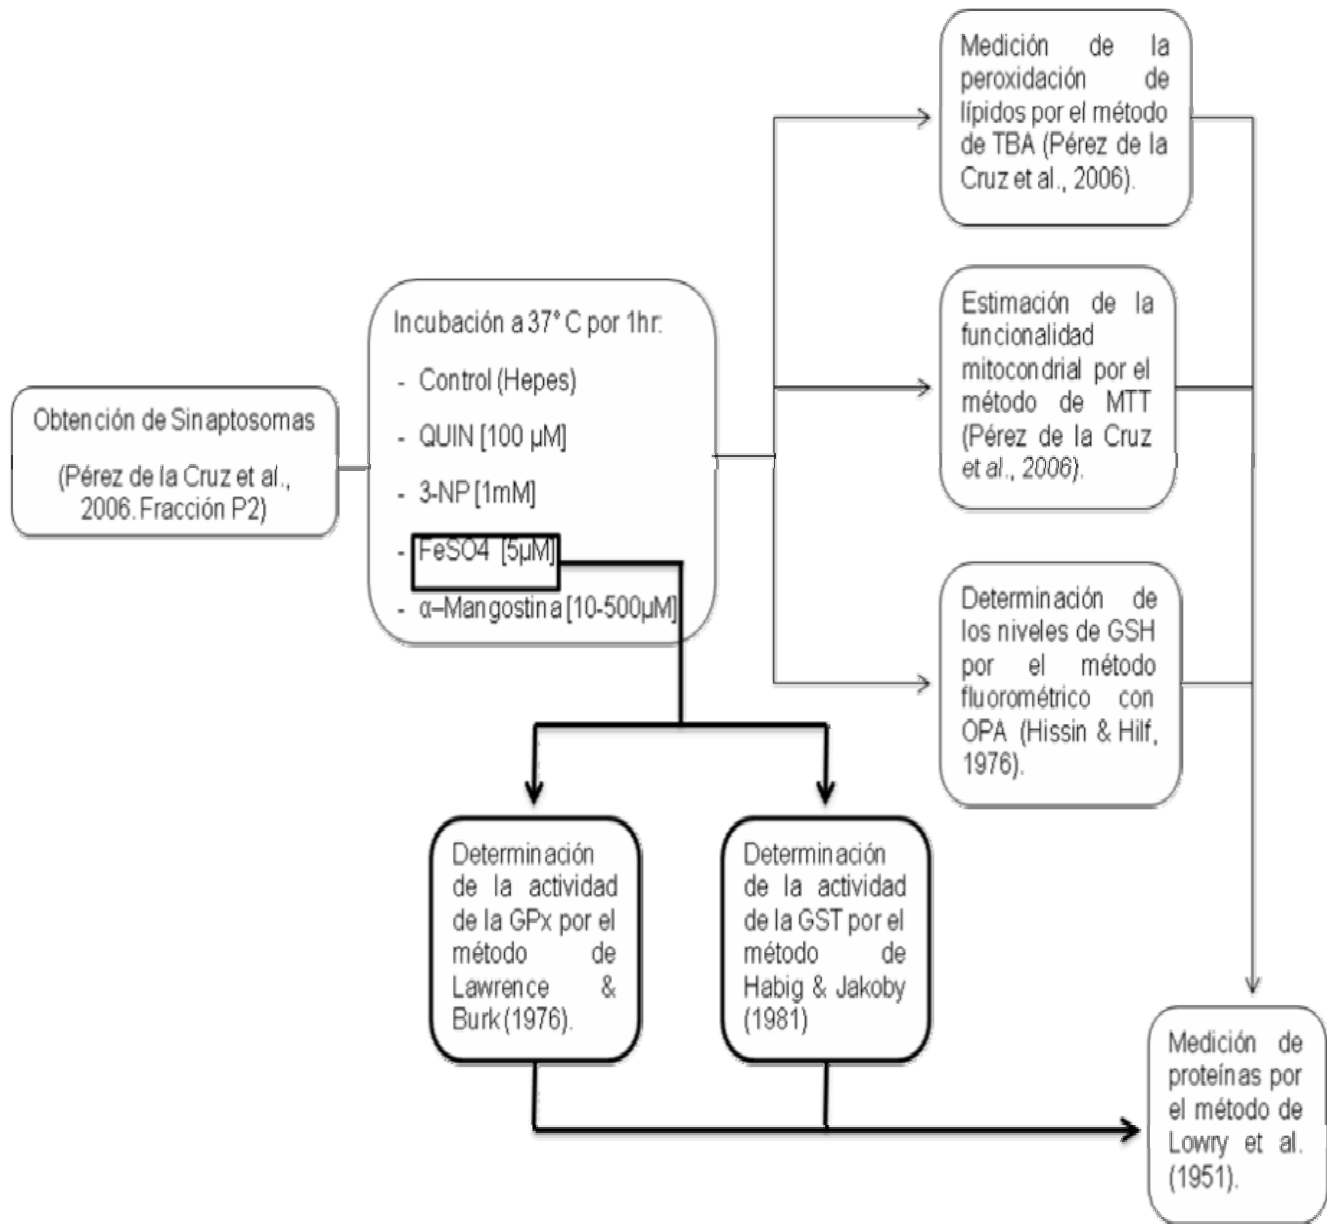 Obtención de Sinaptosomas
(Pérez de la Cruz et al.,
2006. Fracción P2)
Incubación a 37° C por 1hr:
- Control (Hepes)
- QUIN [100 µM]
- 3-NP [1mM]
- FeSO4 [5µM]
- α–Mangostina [10-500µM]
Medición de la
peroxidación de
lípidos por el método
de TBA (Pérez de la
Cruz et al., 2006).
Estimación de la
funcionalidad
mitocondrial por el
método de MTT
(Pérez de la Cruz
et al., 2006).
Determinación de
los niveles de GSH
por el método
fluorométrico con
OPA (Hissin & Hilf,
1976).
Determinación
de la actividad
de la GPx por el
método de
Lawrence &
Burk (1976).
Determinación
de la actividad
de la GST por el
método de
Habig & Jakoby
(1981)
Medición de
proteínas por
el método de
Lowry et al.
(1951).